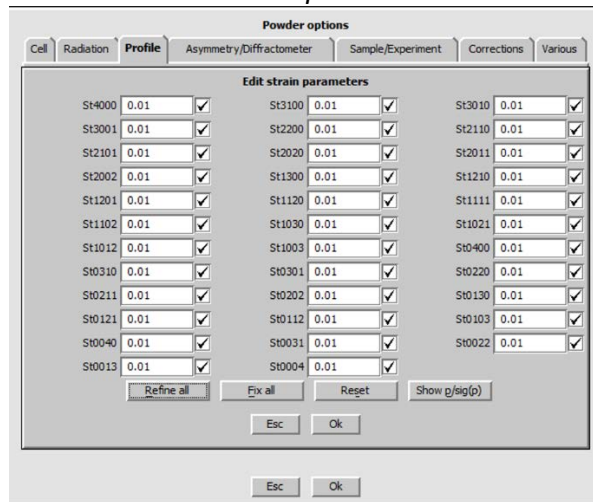 Powder options
Cell Radiation Profile Asymmetry/Diffractometer Sample/Experiment Corrections Various
Edit strain parameters
St4000 0.01 St3100 0.01 St3010 0.01
St3001 0.01 St2200 0.01 St2110 0.01
St2101 0.01 St2020 0.01 St2011 0.01
St2002 0.01 St1300 0.01 St1210 0.01
St1201 0.01 St1120 0.01 St1111 0.01
St1102 0.01 St1030 0.01 St1021 0.01
St1012 0.01 St1003 0.01 St0400 0.01
St0310 0.01 St0301 0.01 St0220 0.01
St0211 0.01 St0202 0.01 St0130 0.01
St0121 0.01 St0112 0.01 St0103 0.01
St0040 0.01 St0031 0.01 St0022 0.01
St0013 0.01 St0004 0.01
Refine all Fix all Reset Show p/sig(p)
Esc Ok
Esc Ok